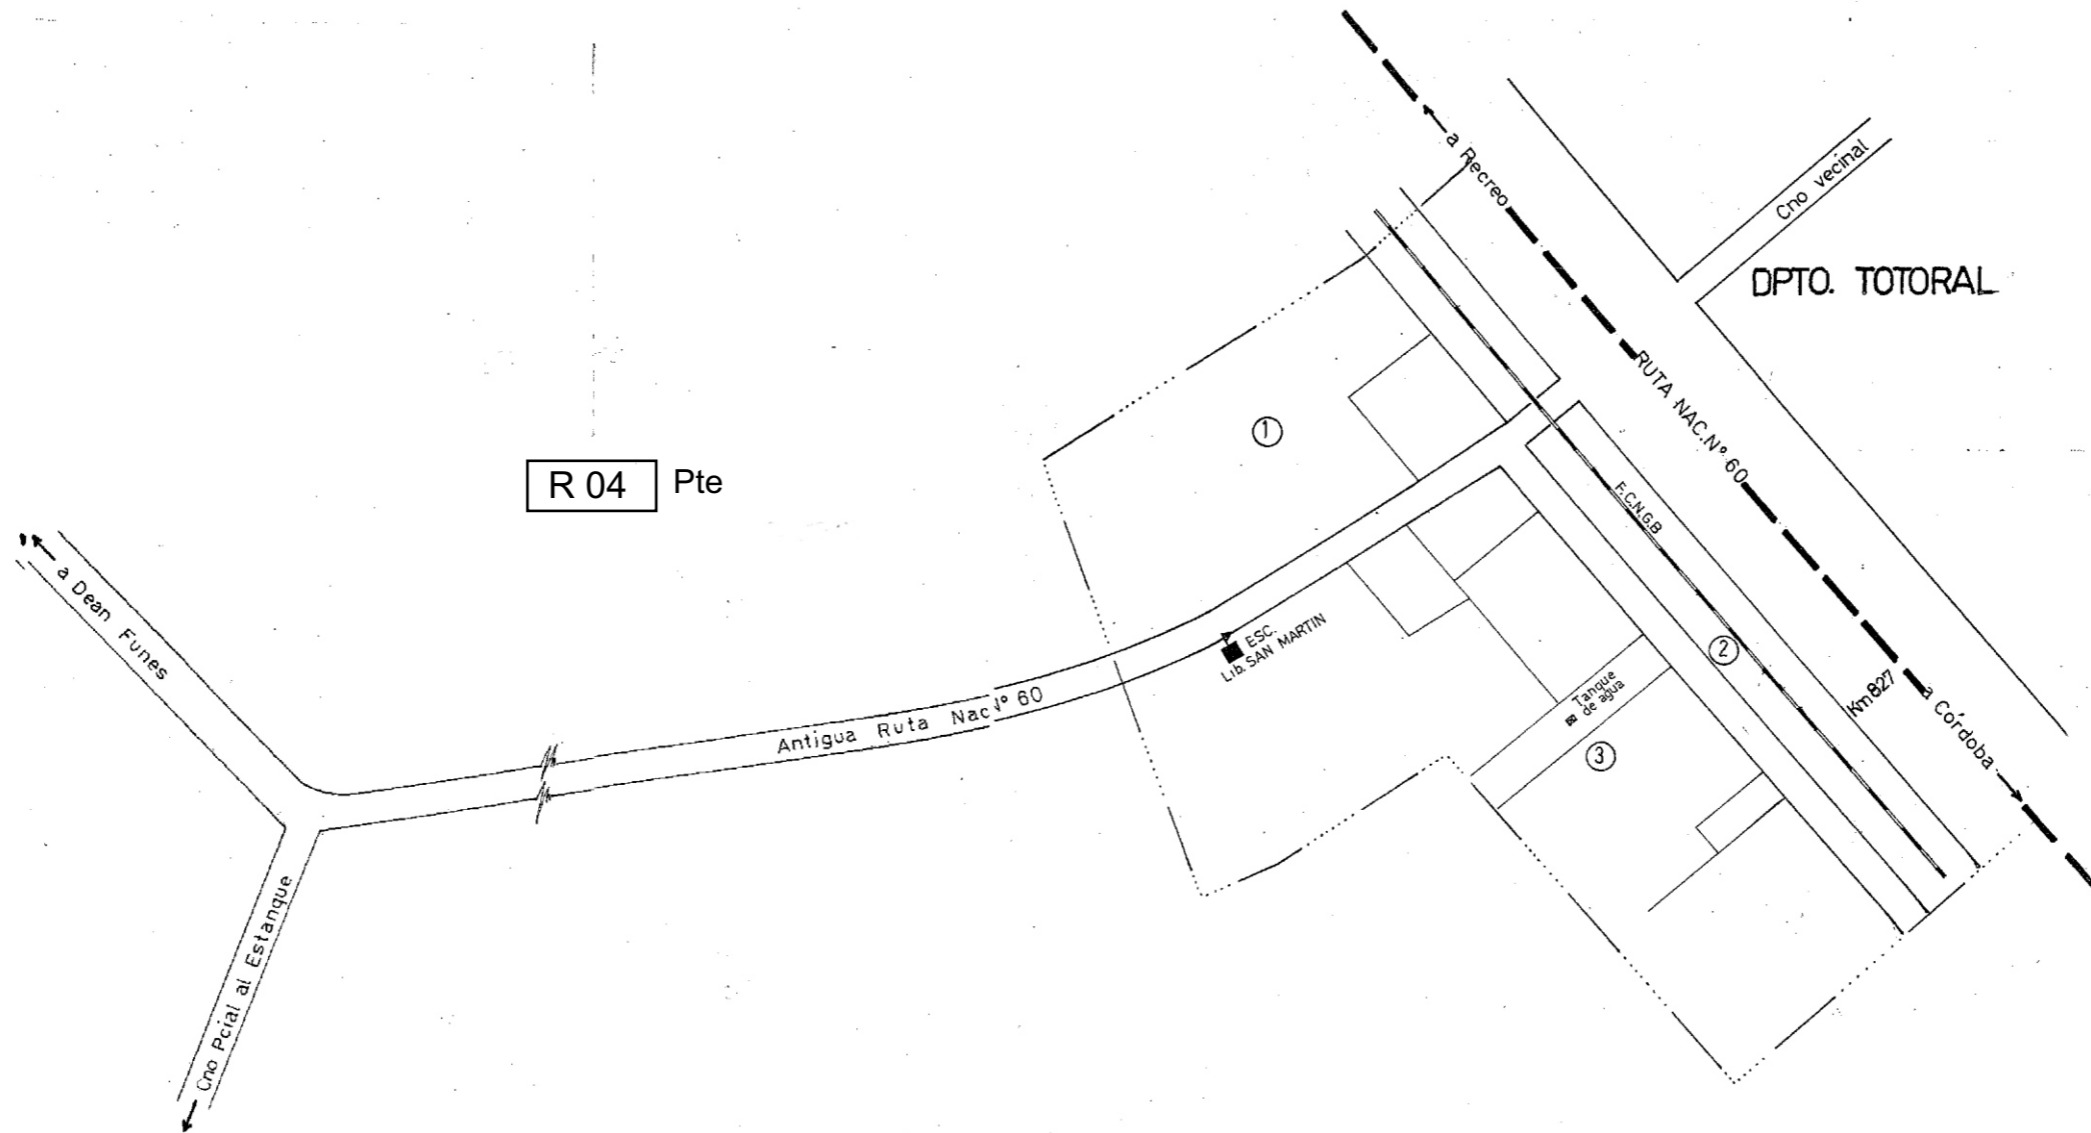 a Recreo
Cno vecinal
DPTO. TOTORAL
RUTA NAC. Nº 60
1
R 04 Pte
F.C.N.G.B
a Dean Funes
ESC.
Lib. SAN MARTIN
2
Tanque
de agua
Km 827
a Córdoba
3
Antigua Ruta Nac Nº 60
Cno Pcial al Estanque